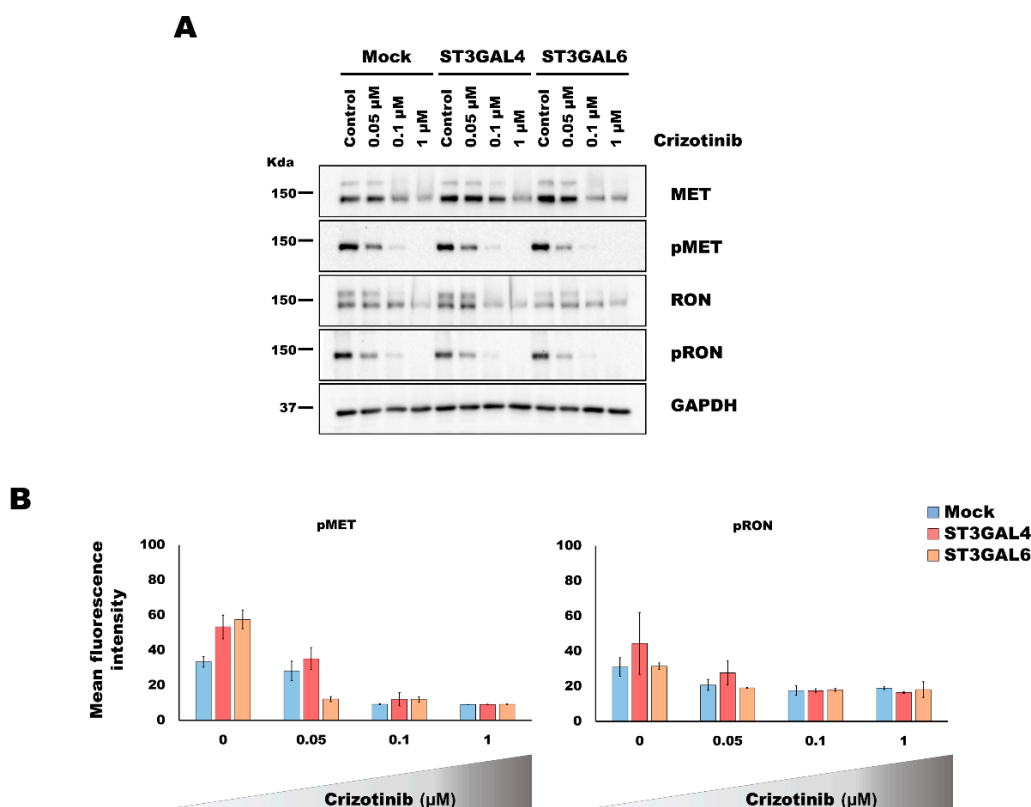 A
Mock ST3GAL4 ST3GAL6
Control 0.05 µM 0.1 µM 1 µM Control 0.05 µM 0.1 µM 1 µM Control 0.05 µM 0.1 µM 1 µM Crizotinib
Kda
150 MET
150 pMET
150 RON
150 pRON
37 GAPDH
B
Mock
ST3GAL4
ST3GAL6
pMET
Mean fluorescence
intensity
100
80
60
40
20
0
0 0.05 0.1 1
Crizotinib (µM)
pRON
100
80
60
40
20
0
0 0.05 0.1 1
Crizotinib (µM)